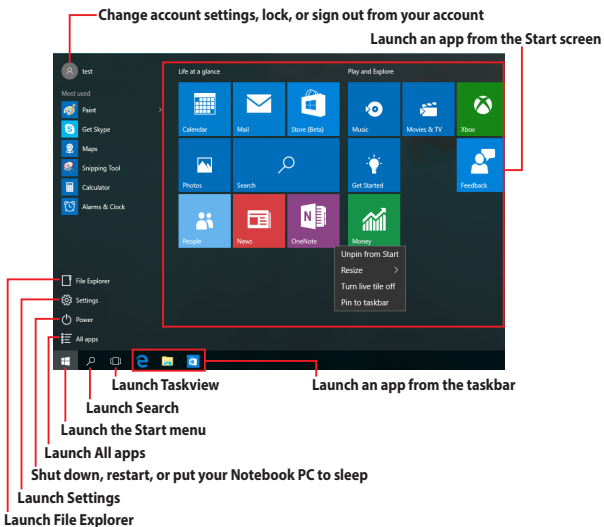 Change account settings, lock, or sign out from your account
Launch an app from the Start screen
test
Most used
Paint
Get Skype
Maps
Snipping Tool
Calculator
Alarms & Clock
File Explorer
Settings
Power
All apps
Life at a glance
Play and Explore
Calendar
Mail
Store (Beta)
Music
Movies & TV
Xbox
Photos
Search
Get Started
Feedback
People
News
OneNote
Money
Unpin from Start
Resize
Turn live tile off
Pin to taskbar
Launch Taskview
Launch an app from the taskbar
Launch Search
Launch the Start menu
Launch All apps
Shut down, restart, or put your Notebook PC to sleep
Launch Settings
Launch File Explorer